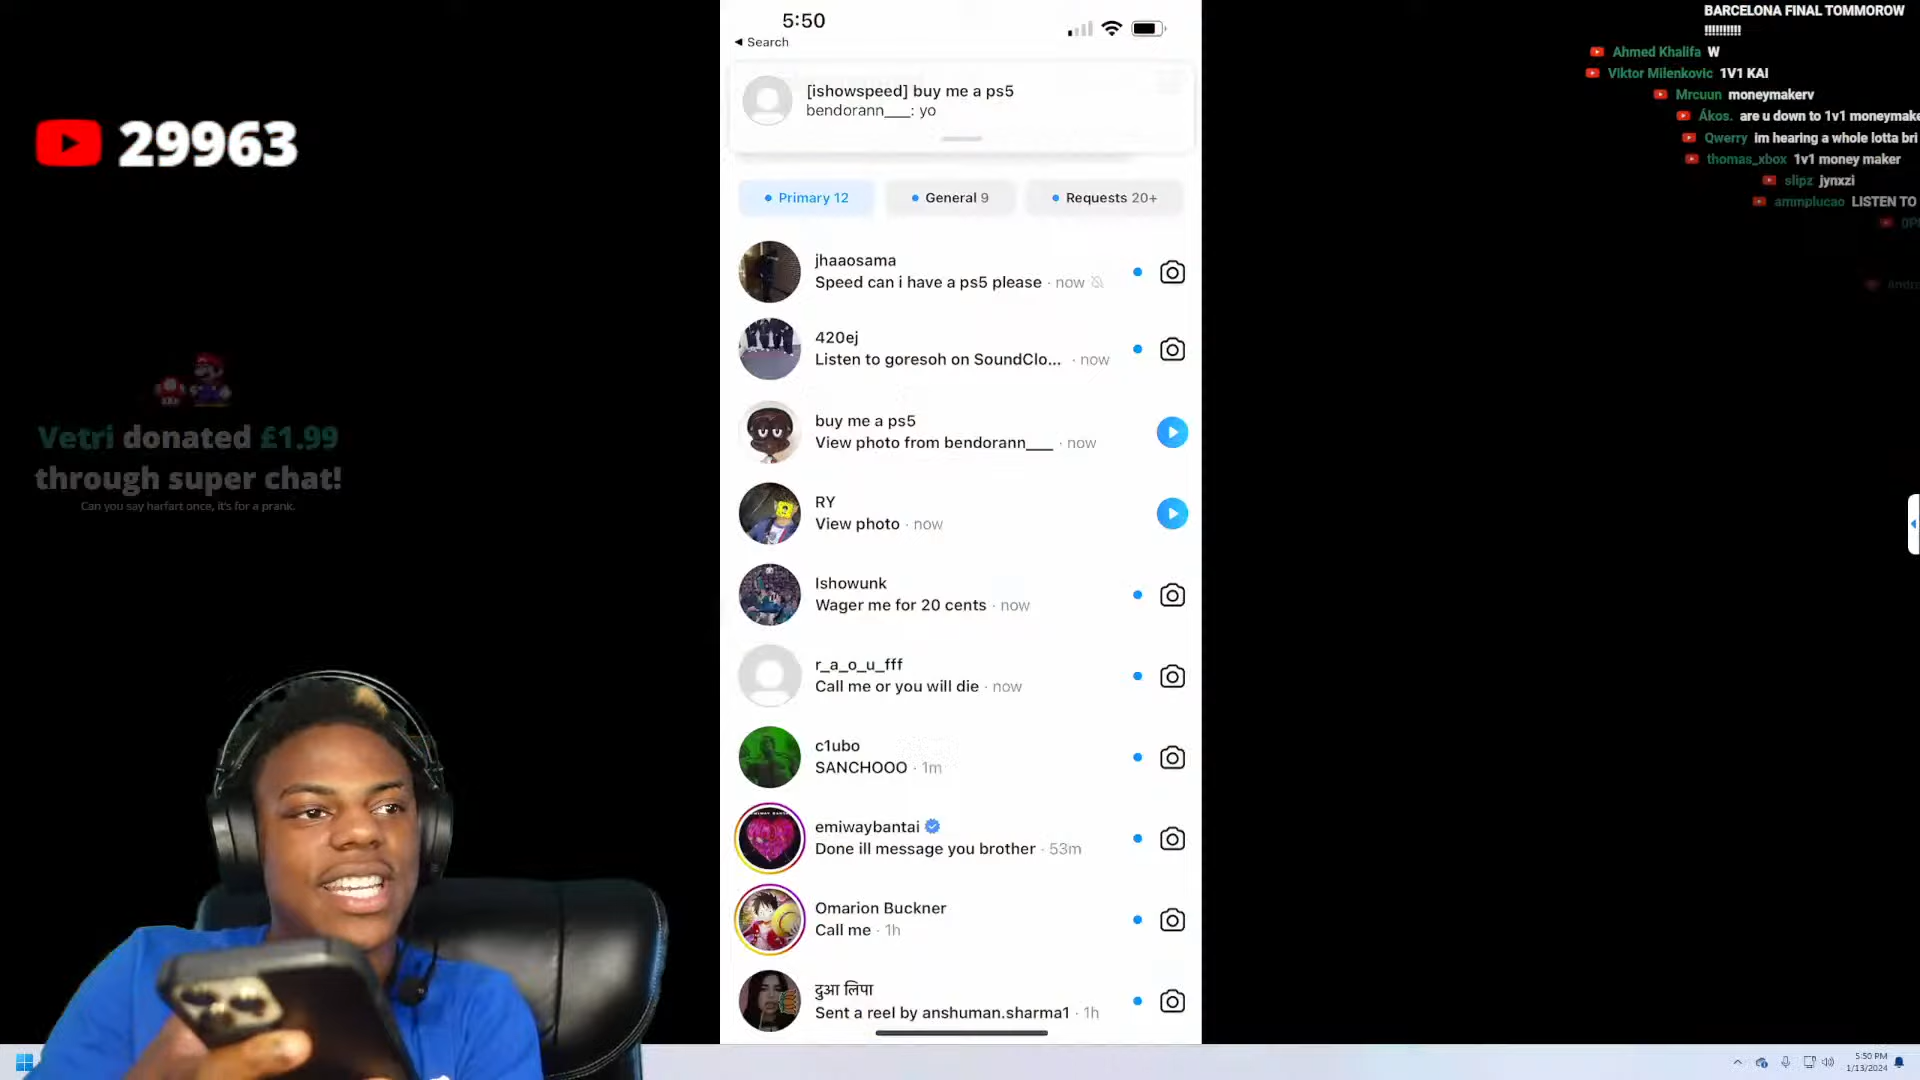 29963
Vetri donated £1.99
through super chat!
Can you say harfart once, it's for a prank.
5:50
Search
[ishowspeed] buy me a ps5
bendorann___: yo
Primary 12
General 9
Requests 20+
jhaaosama
Speed can i have a ps5 please · now
420ej
Listen to goresoh on SoundClo... · now
buy me a ps5
View photo from bendorann___ · now
RY
View photo · now
Ishowunk
Wager me for 20 cents · now
r_a_o_u_fff
Call me or you will die · now
c1ubo
SANCHOOO · 1m
emiwaybantai
Done ill message you brother · 53m
Omarion Buckner
Call me · 1h
दुआ लिपा
Sent a reel by anshuman.sharma1 · 1h
BARCELONA FINAL TOMMOROW
!!!!!!!!!!
Ahmed Khalifa W
Viktor Milenkovic 1V1 KAI
Mrcuun moneymakerv
Ákos. are u down to 1v1 moneymake
Qwerry im hearing a whole lotta bri
thomas_xbox 1v1 money maker
slipz jynxzi
ammplucao LISTEN TO
5:50 PM
1/13/2024